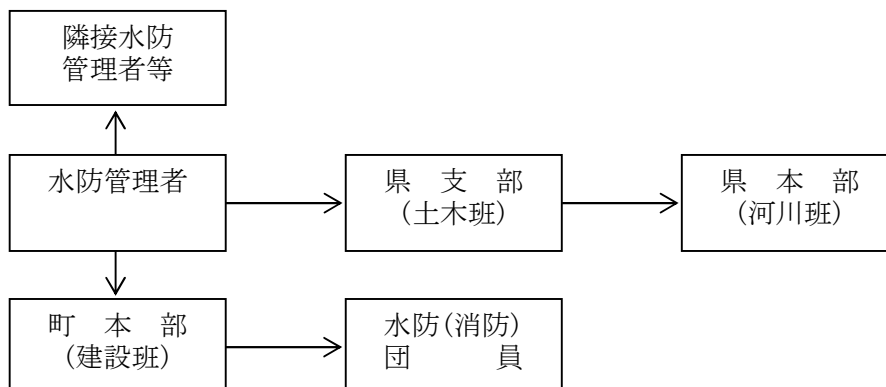 隣接水防
管理者等
水防管理者
県　支　部
(土木班)
県　本　部
(河川班)
町　本　部
(建設班)
水防(消防)
団　　　員